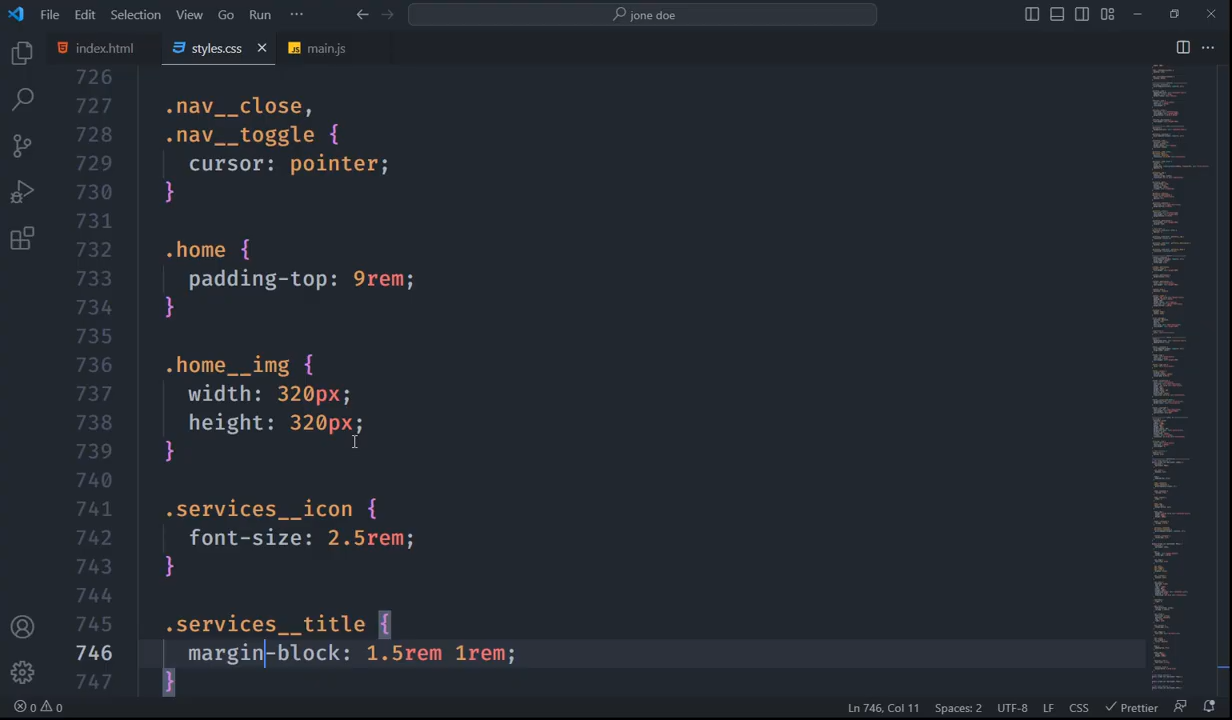 File Edit Selection View Go Run ··· jone doe
index.html styles.css JS main.js
726
727 .nav__close,
728 .nav__toggle {
729 cursor: pointer;
730 }
731
732 .home {
733 padding-top: 9rem;
734 }
735
736 .home__img {
737 width: 320px;
738 height: 320px;
739 }
740
741 .services__icon {
742 font-size: 2.5rem;
743 }
744
745 .services__title {
746 margin-block: 1.5rem 1rem;
747 }
0 0 Ln 746, Col 11 Spaces: 2 UTF-8 LF CSS Prettier